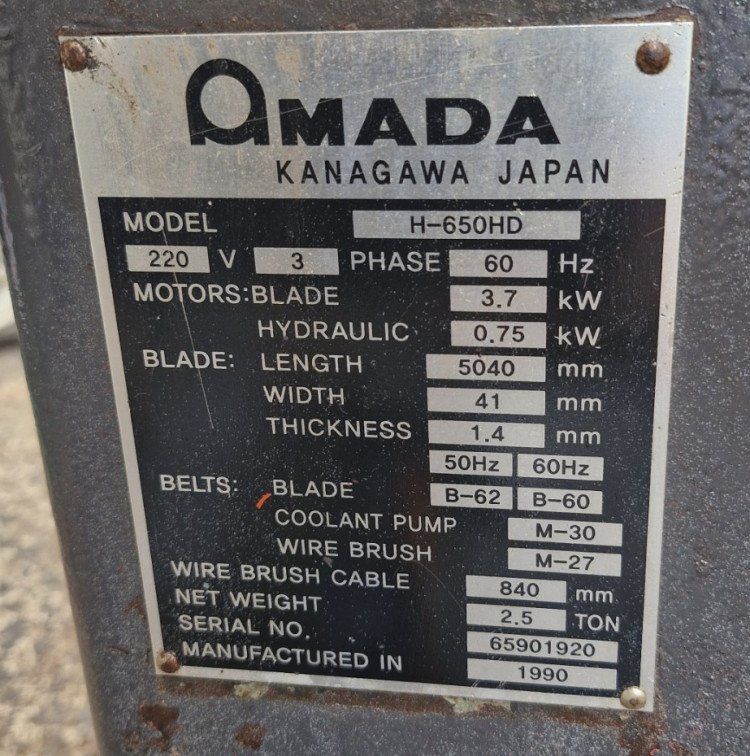 AMADA
KANAGAWA JAPAN
MODEL H-650HD
220 V 3 PHASE 60 Hz
MOTORS: BLADE 3.7 kW
HYDRAULIC 0.75 kW
BLADE: LENGTH 5040 mm
WIDTH 41 mm
THICKNESS 1.4 mm
50Hz 60Hz
BELTS: BLADE B-62 B-60
COOLANT PUMP M-30
WIRE BRUSH M-27
WIRE BRUSH CABLE 840 mm
NET WEIGHT 2.5 TON
SERIAL NO. 65901920
MANUFACTURED IN 1990